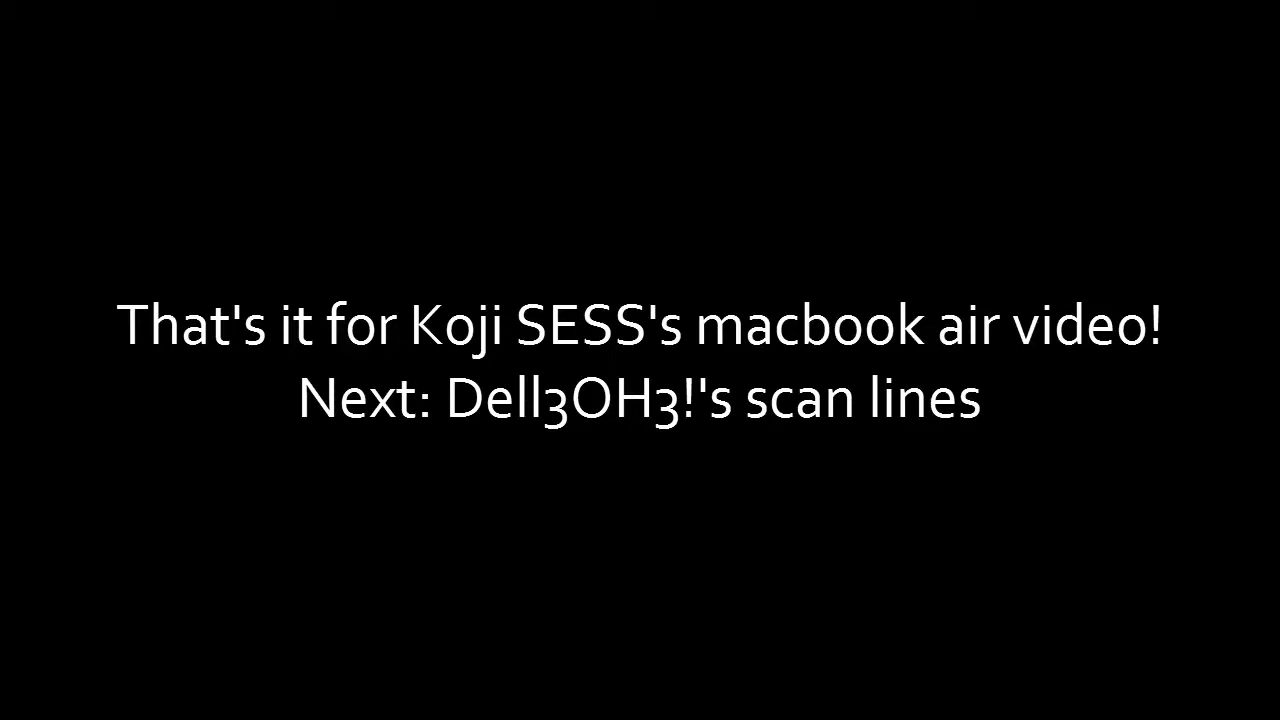 That's it for Koji SESS's macbook air video!
Next: Dell3OH3!'s scan lines